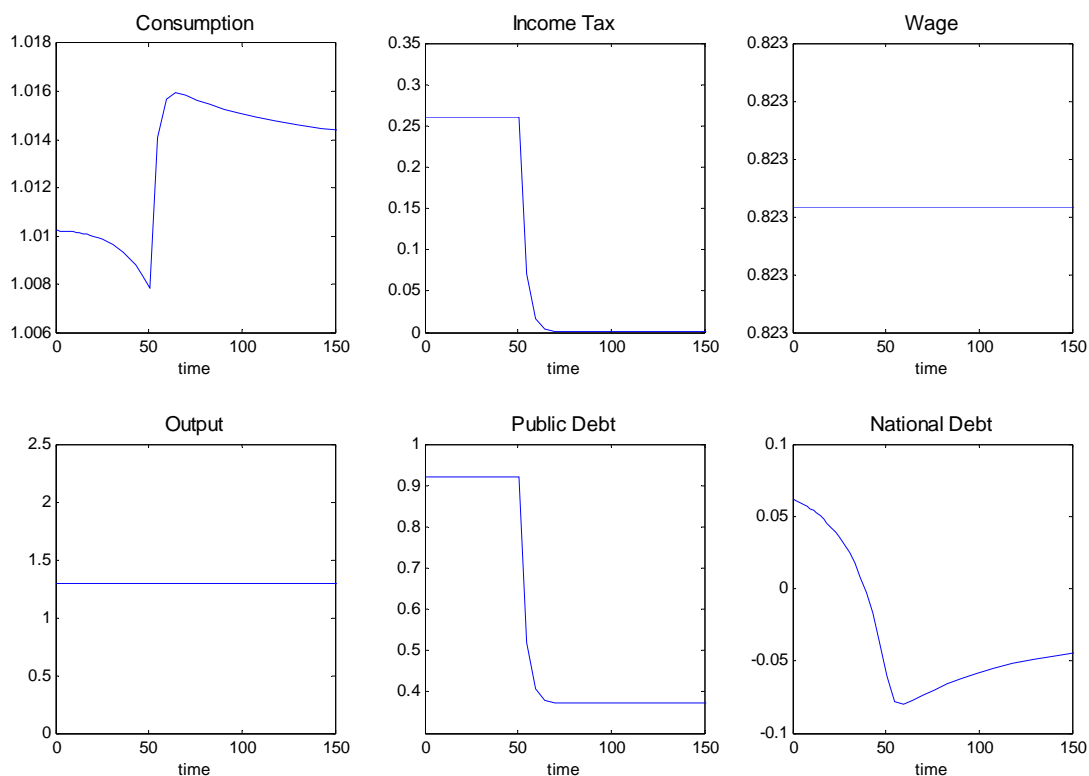 Consumption
1.018
1.016
1.014
1.012
1.01
1.008
1.006
0 50 100 150
time
Income Tax
0.35
0.3
0.25
0.2
0.15
0.1
0.05
0
0 50 100 150
time
Wage
0.823
0.823
0.823
0.823
0.823
0.823
0 50 100 150
time
Output
2.5
2
1.5
1
0.5
0
0 50 100 150
time
Public Debt
1
0.9
0.8
0.7
0.6
0.5
0.4
0 50 100 150
time
National Debt
0.1
0.05
0
-0.05
-0.1
0 50 100 150
time